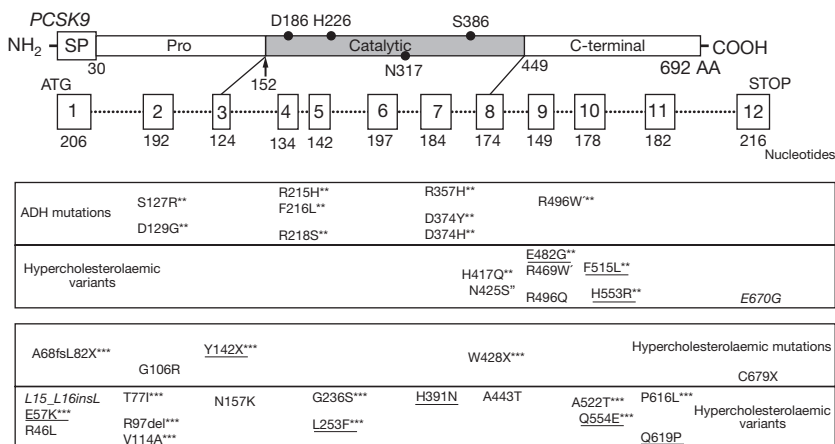 PCSK9
D186 H226 S386
NH2 SP Pro Catalytic C-terminal COOH
30 152 N317 449 692 AA
ATG STOP
1 2 3 4 5 6 7 8 9 10 11 12
206 192 124 134 142 197 184 174 149 178 182 216
Nucleotides
ADH mutations
S127R**
D129G**
R215H**
F216L**
R218S**
R357H**
D374Y**
D374H**
R496W´**
Hypercholesterolaemic
variants
H417Q**
N425S"
E482G**
R469W´
R496Q
F515L**
H553R**
E670G
A68fsL82X***
G106R
Y142X***
W428X***
Hypercholesterolaemic mutations
C679X
L15_L16insL
E57K***
R46L
T77I***
R97del***
V114A***
N157K
G236S***
L253F***
H391N
A443T
A522T***
Q554E***
P616L***
Q619P
Hypercholesterolaemic
variants